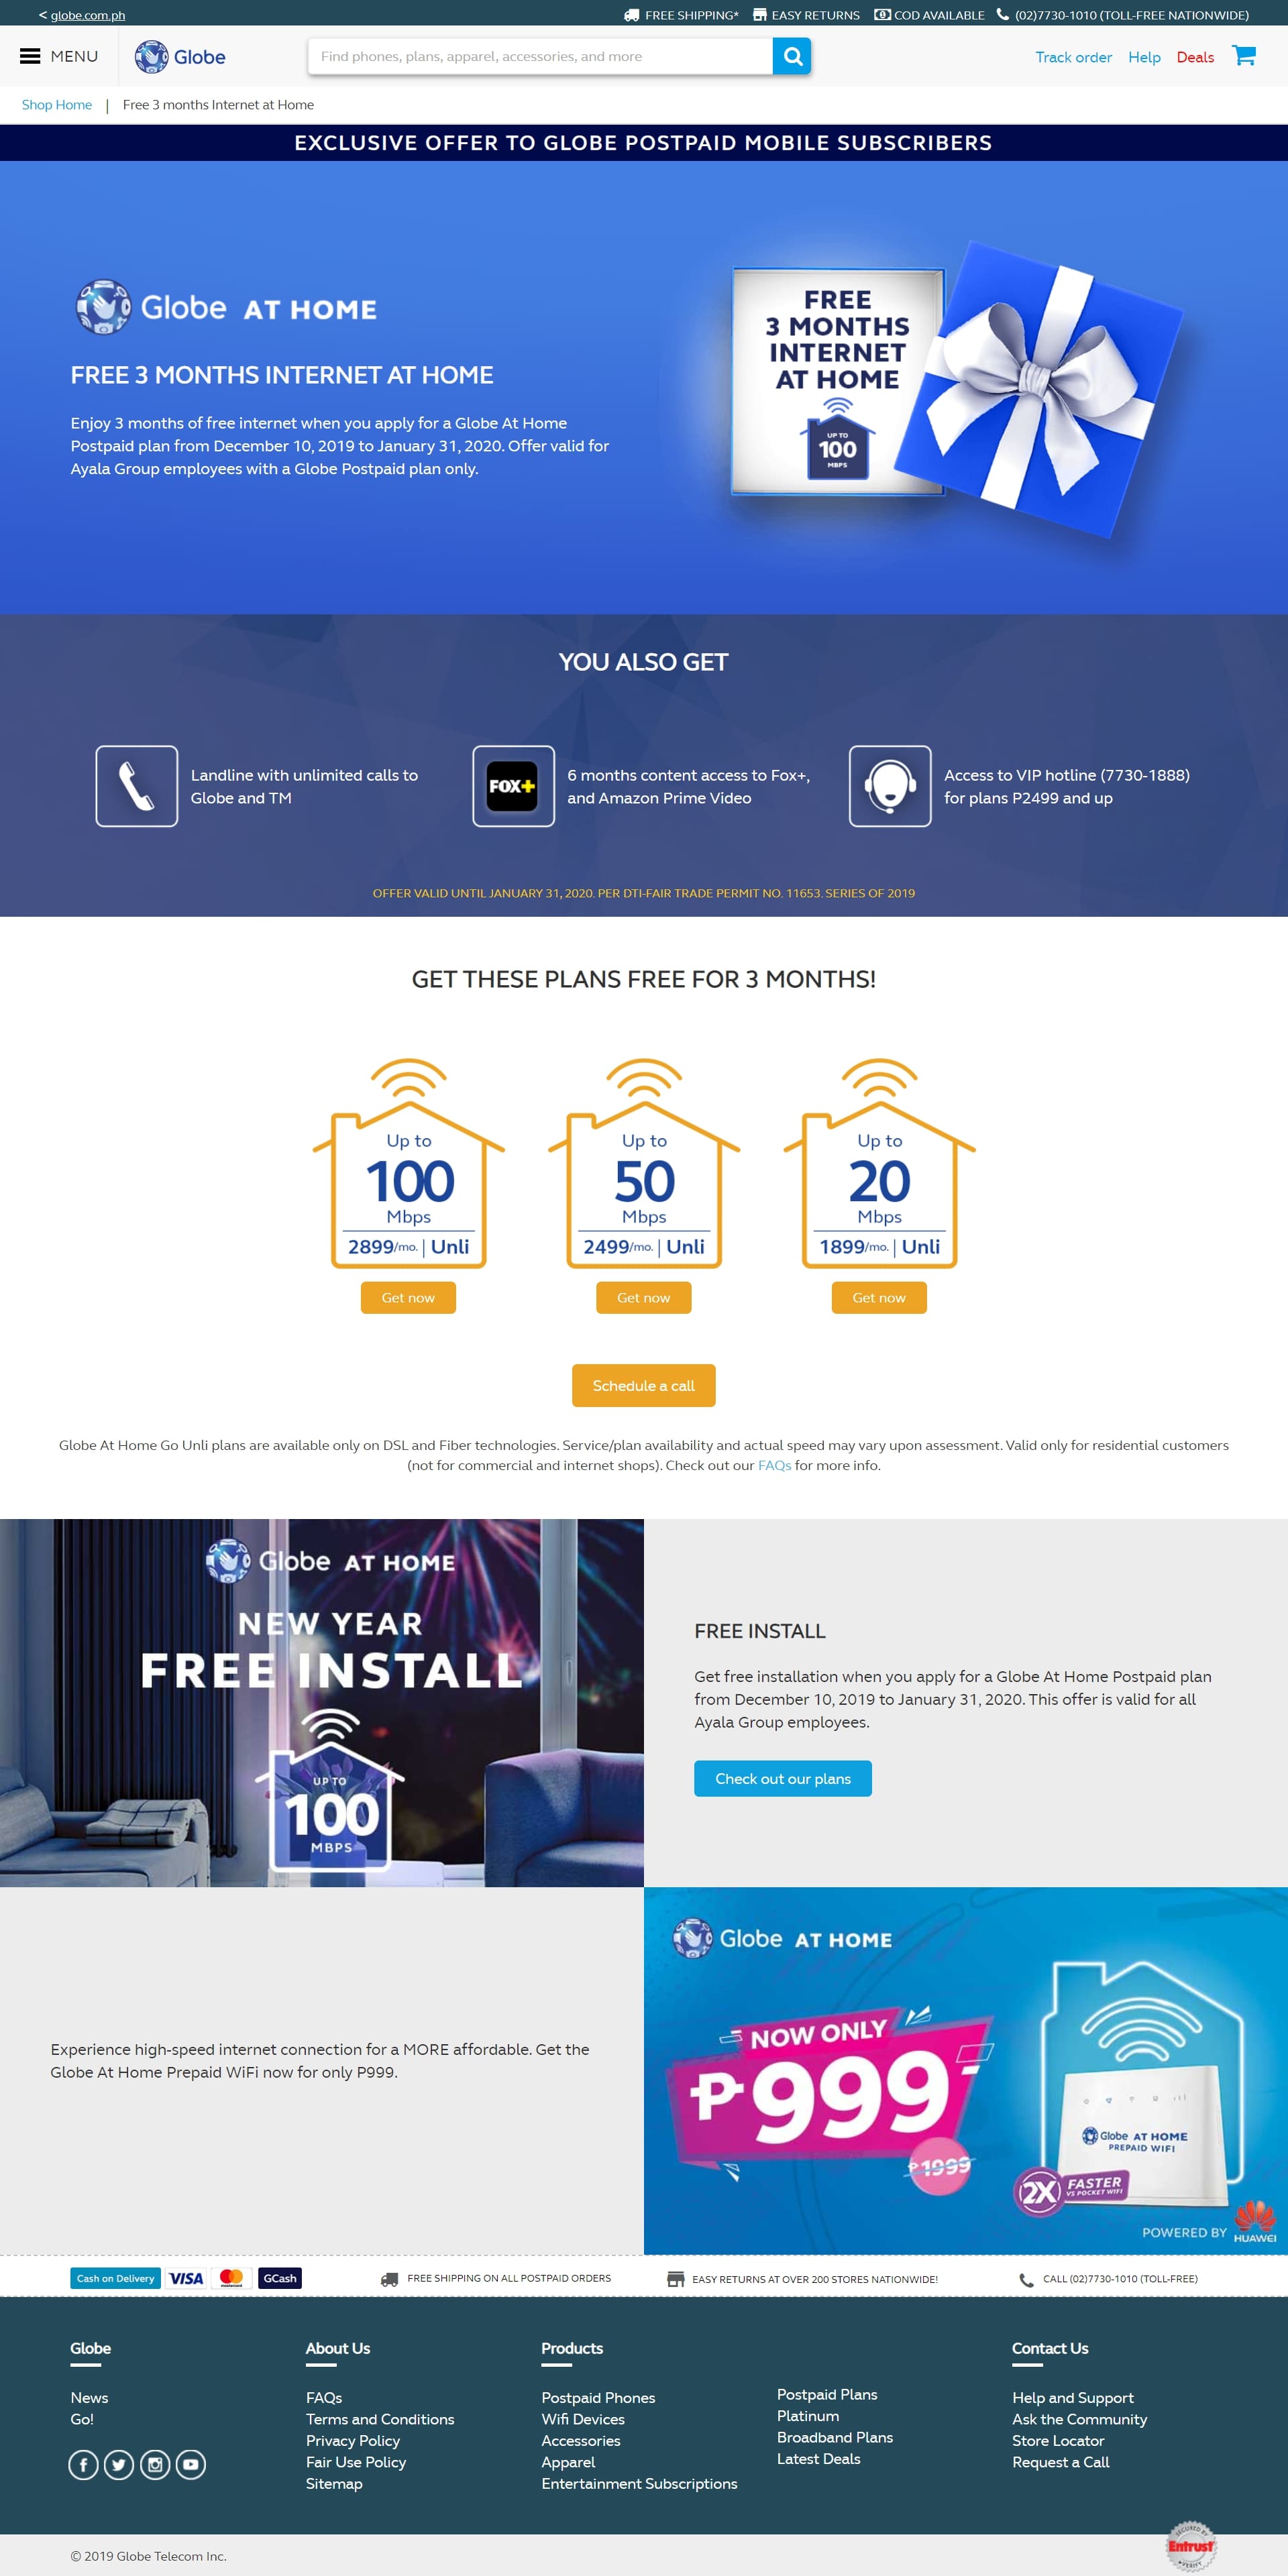 < globe.com.ph
FREE SHIPPING*
EASY RETURNS
COD AVAILABLE
(02)7730-1010 (TOLL-FREE NATIONWIDE)
MENU
Globe
Find phones, plans, apparel, accessories, and more
Track order
Help
Deals
Shop Home | Free 3 months Internet at Home
EXCLUSIVE OFFER TO GLOBE POSTPAID MOBILE SUBSCRIBERS
Globe AT HOME
FREE 3 MONTHS INTERNET AT HOME
Enjoy 3 months of free internet when you apply for a Globe At Home
Postpaid plan from December 10, 2019 to January 31, 2020. Offer valid for
Ayala Group employees with a Globe Postpaid plan only.
FREE
3 MONTHS
INTERNET
AT HOME
UP TO
100
MBPS
YOU ALSO GET
Landline with unlimited calls to
Globe and TM
FOX+
6 months content access to Fox+,
and Amazon Prime Video
Access to VIP hotline (7730-1888)
for plans P2499 and up
OFFER VALID UNTIL JANUARY 31, 2020. PER DTI-FAIR TRADE PERMIT NO. 11653. SERIES OF 2019
GET THESE PLANS FREE FOR 3 MONTHS!
Up to
100
Mbps
2899/mo. | Unli
Get now
Up to
50
Mbps
2499/mo. | Unli
Get now
Up to
20
Mbps
1899/mo. | Unli
Get now
Schedule a call
Globe At Home Go Unli plans are available only on DSL and Fiber technologies. Service/plan availability and actual speed may vary upon assessment. Valid only for residential customers
(not for commercial and internet shops). Check out our FAQs for more info.
Globe AT HOME
NEW YEAR
FREE INSTALL
UP TO
100
MBPS
FREE INSTALL
Get free installation when you apply for a Globe At Home Postpaid plan
from December 10, 2019 to January 31, 2020. This offer is valid for all
Ayala Group employees.
Check out our plans
Experience high-speed internet connection for a MORE affordable. Get the
Globe At Home Prepaid WiFi now for only P999.
Globe AT HOME
NOW ONLY
₱999
₱1999
Globe AT HOME
PREPAID WIFI
2X FASTER
VS POCKET WIFI
POWERED BY
HUAWEI
Cash on Delivery
VISA
mastercard
GCash
FREE SHIPPING ON ALL POSTPAID ORDERS
EASY RETURNS AT OVER 200 STORES NATIONWIDE!
CALL (02)7730-1010 (TOLL-FREE)
Globe
News
Go!
About Us
FAQs
Terms and Conditions
Privacy Policy
Fair Use Policy
Sitemap
Products
Postpaid Phones
Wifi Devices
Accessories
Apparel
Entertainment Subscriptions
Postpaid Plans
Platinum
Broadband Plans
Latest Deals
Contact Us
Help and Support
Ask the Community
Store Locator
Request a Call
© 2019 Globe Telecom Inc.
SECURED BY
Entrust
VERIFY